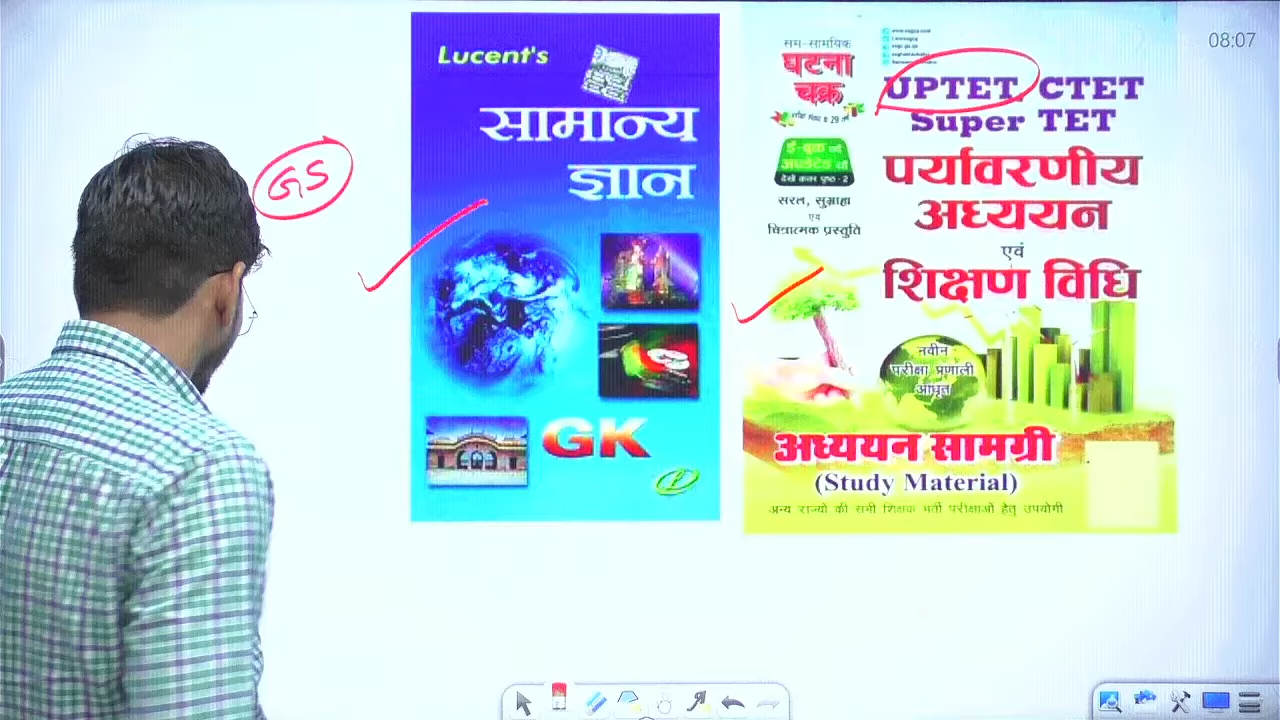 08:07
GS
Lucent's
सामान्य
ज्ञान
GK
सम-सामयिक
घटना
चक्र
UPTET, CTET
Super TET
पर्यावरणीय
अध्ययन
एवं
शिक्षण विधि
देखें कवर पृष्ठ-2
सरल, सुग्राह्य
एवं
चित्रात्मक प्रस्तुति
नवीन
परीक्षा प्रणाली
आधृत
अध्ययन सामग्री
(Study Material)
अन्य राज्यों की सभी शिक्षक भर्ती परीक्षाओं हेतु उपयोगी